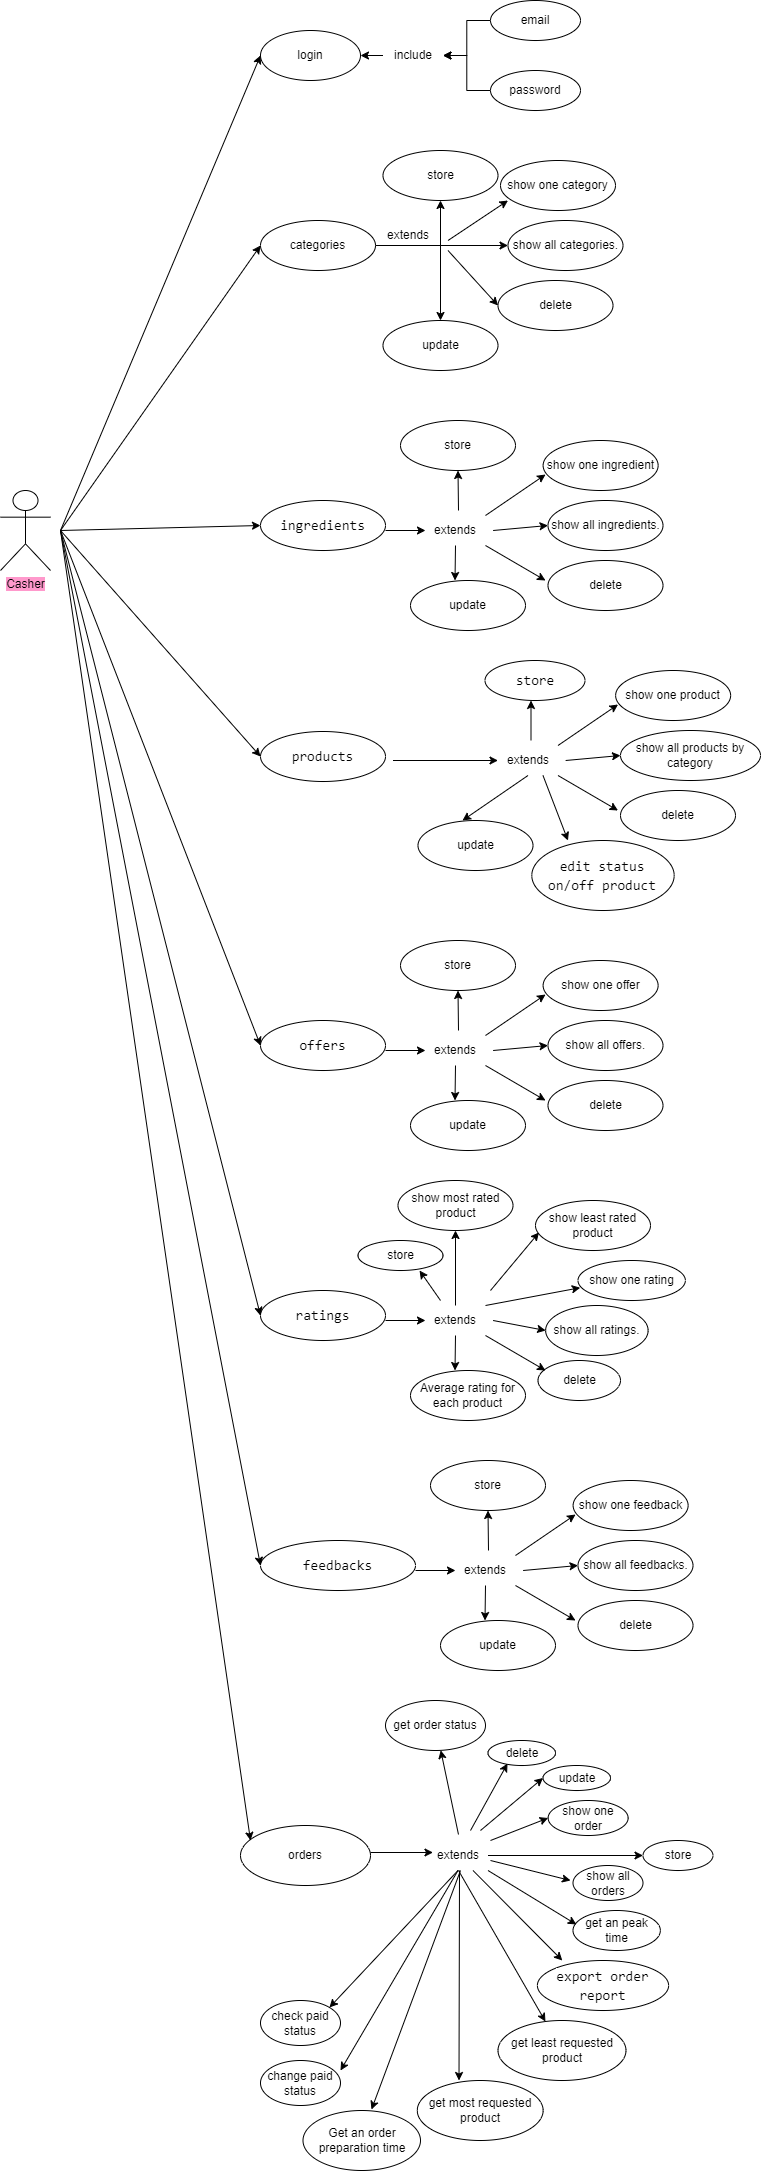 email
login
include
password
store
show one category
extends
categories
show all categories.
delete
update
store
show one ingredient
ingredients
extends
show all ingredients.
Casher
delete
update
store
show one product
products
extends
show all products by
category
delete
update
edit status
on/off product
store
show one offer
offers
extends
show all offers.
delete
update
show most rated
product
show least rated
product
store
show one rating
ratings
extends
show all ratings.
delete
Average rating for
each product
store
show one feedback
feedbacks
extends
show all feedbacks.
delete
update
get order status
delete
update
show one
order
orders
extends
store
show all
orders
get an peak
time
export order
report
check paid
status
get least requested
product
change paid
status
get most requested
product
Get an order
preparation time